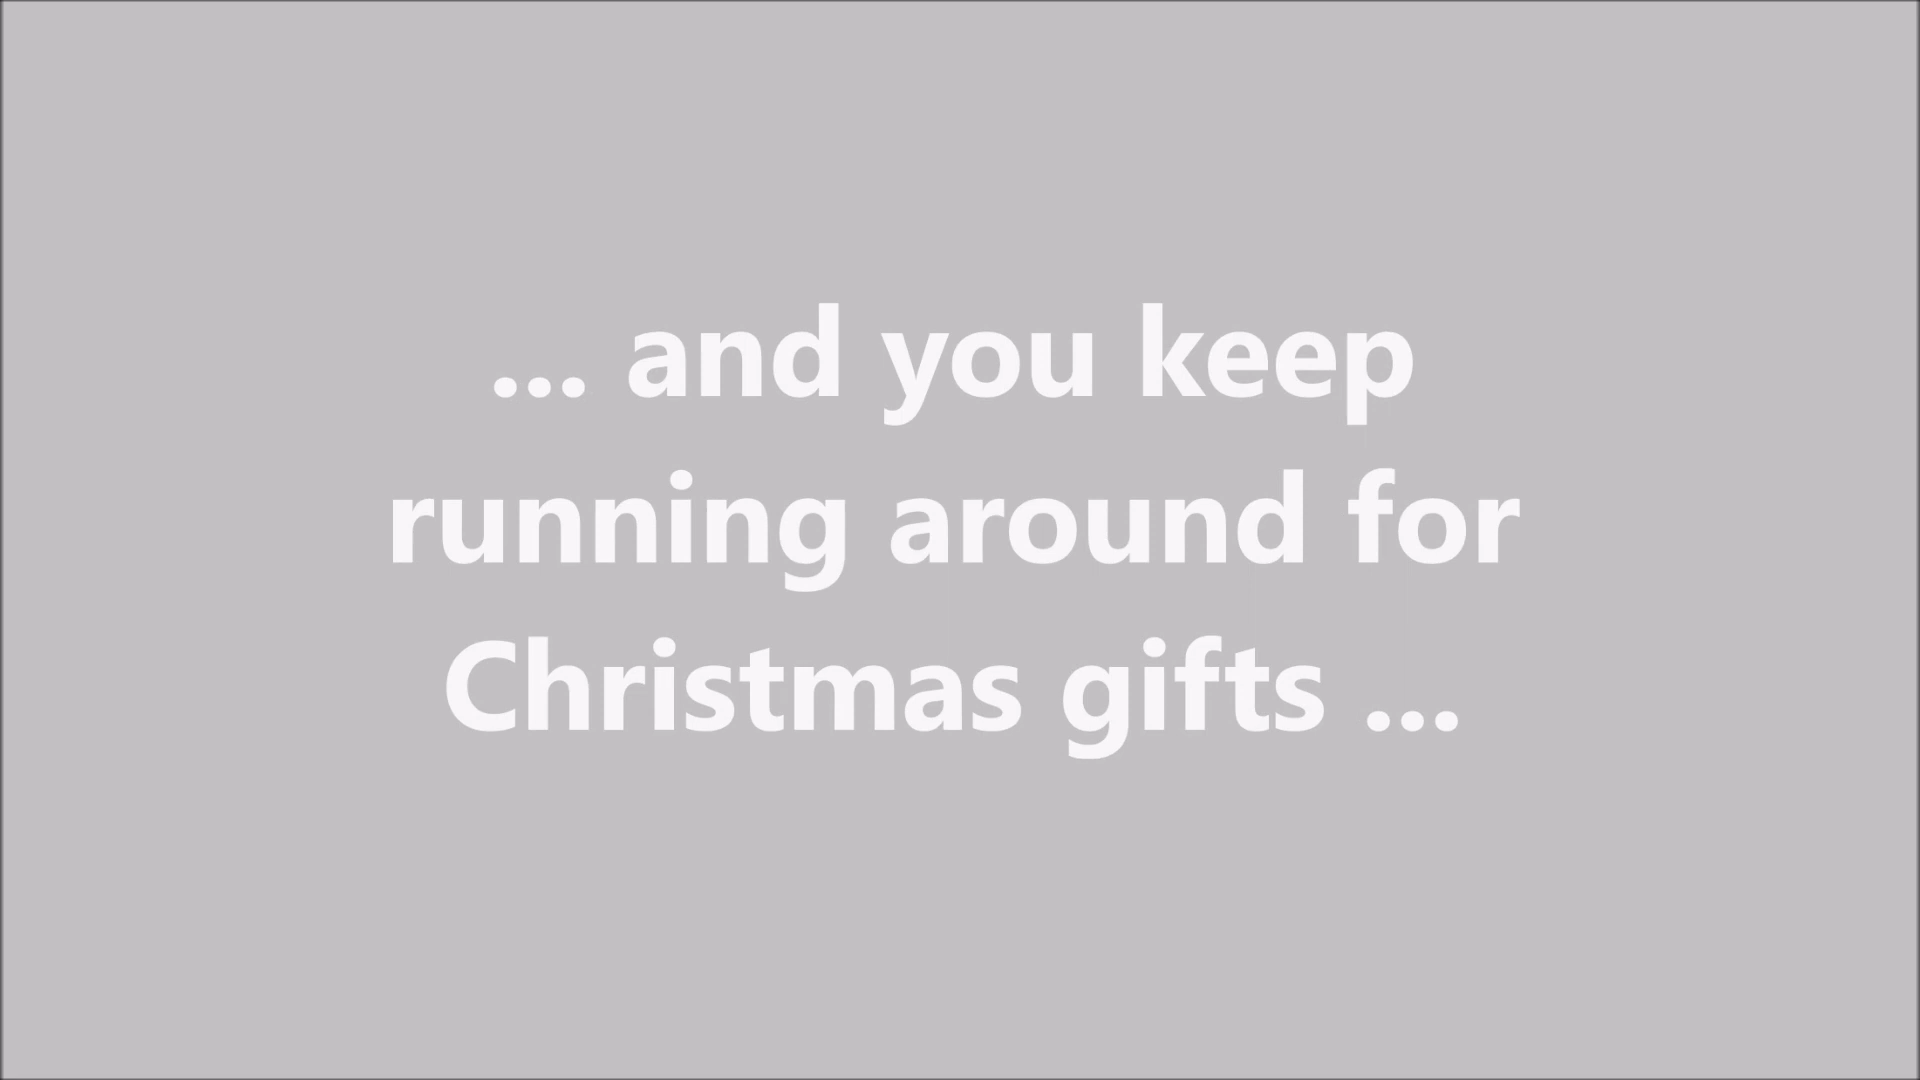 ... and you keep
running around for
Christmas gifts ...